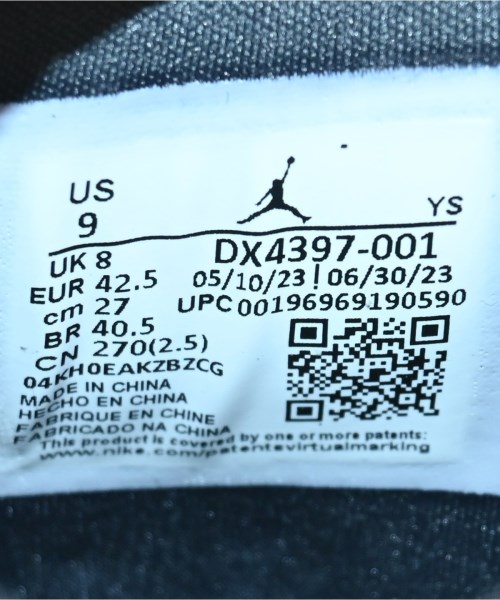 US
9
YS
UK 8
EUR 42.5
cm 27
BR 40.5
CN 270(2.5)
DX4397-001
05/10/23 ! 06/30/23
UPC 00196969190590
04KH0EAKZBZCG
MADE IN CHINA
HECHO EN CHINA
FABRIQUE EN CHINE
FABRICADO NA CHINA
This product is covered by one or more patents:
www.nike.com/patentsvirtualmarking